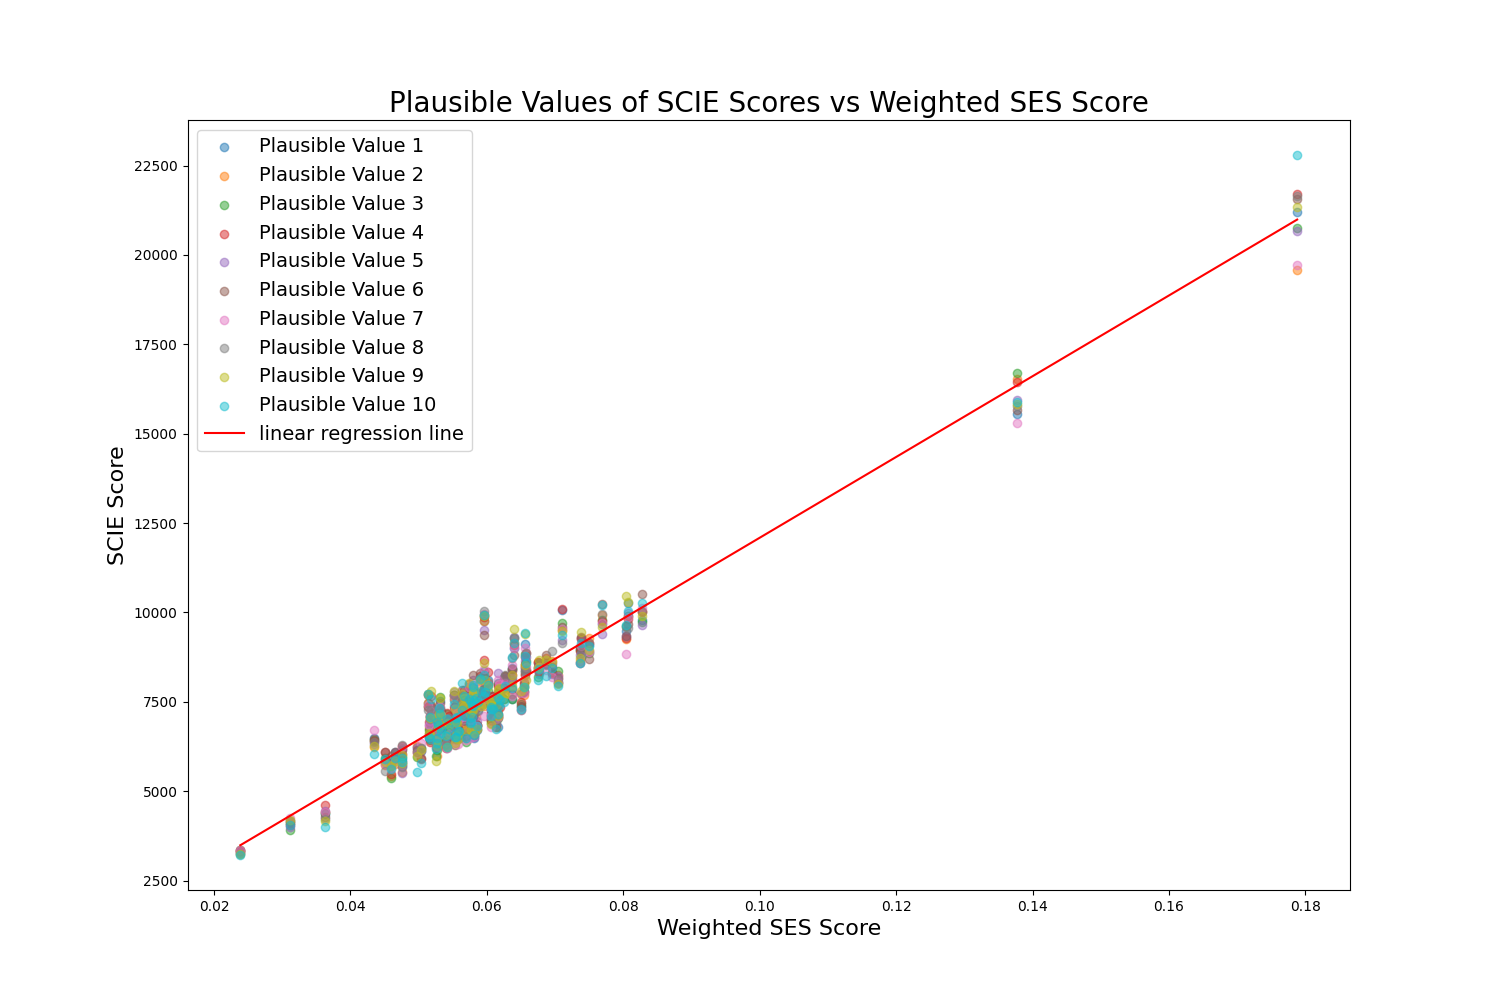 Plausible Values of SCIE Scores vs Weighted SES Score
Plausible Value 1
Plausible Value 2
Plausible Value 3
Plausible Value 4
Plausible Value 5
Plausible Value 6
Plausible Value 7
Plausible Value 8
Plausible Value 9
Plausible Value 10
linear regression line
SCIE Score
22500
20000
17500
15000
12500
10000
7500
5000
2500
0.02 0.04 0.06 0.08 0.10 0.12 0.14 0.16 0.18
Weighted SES Score